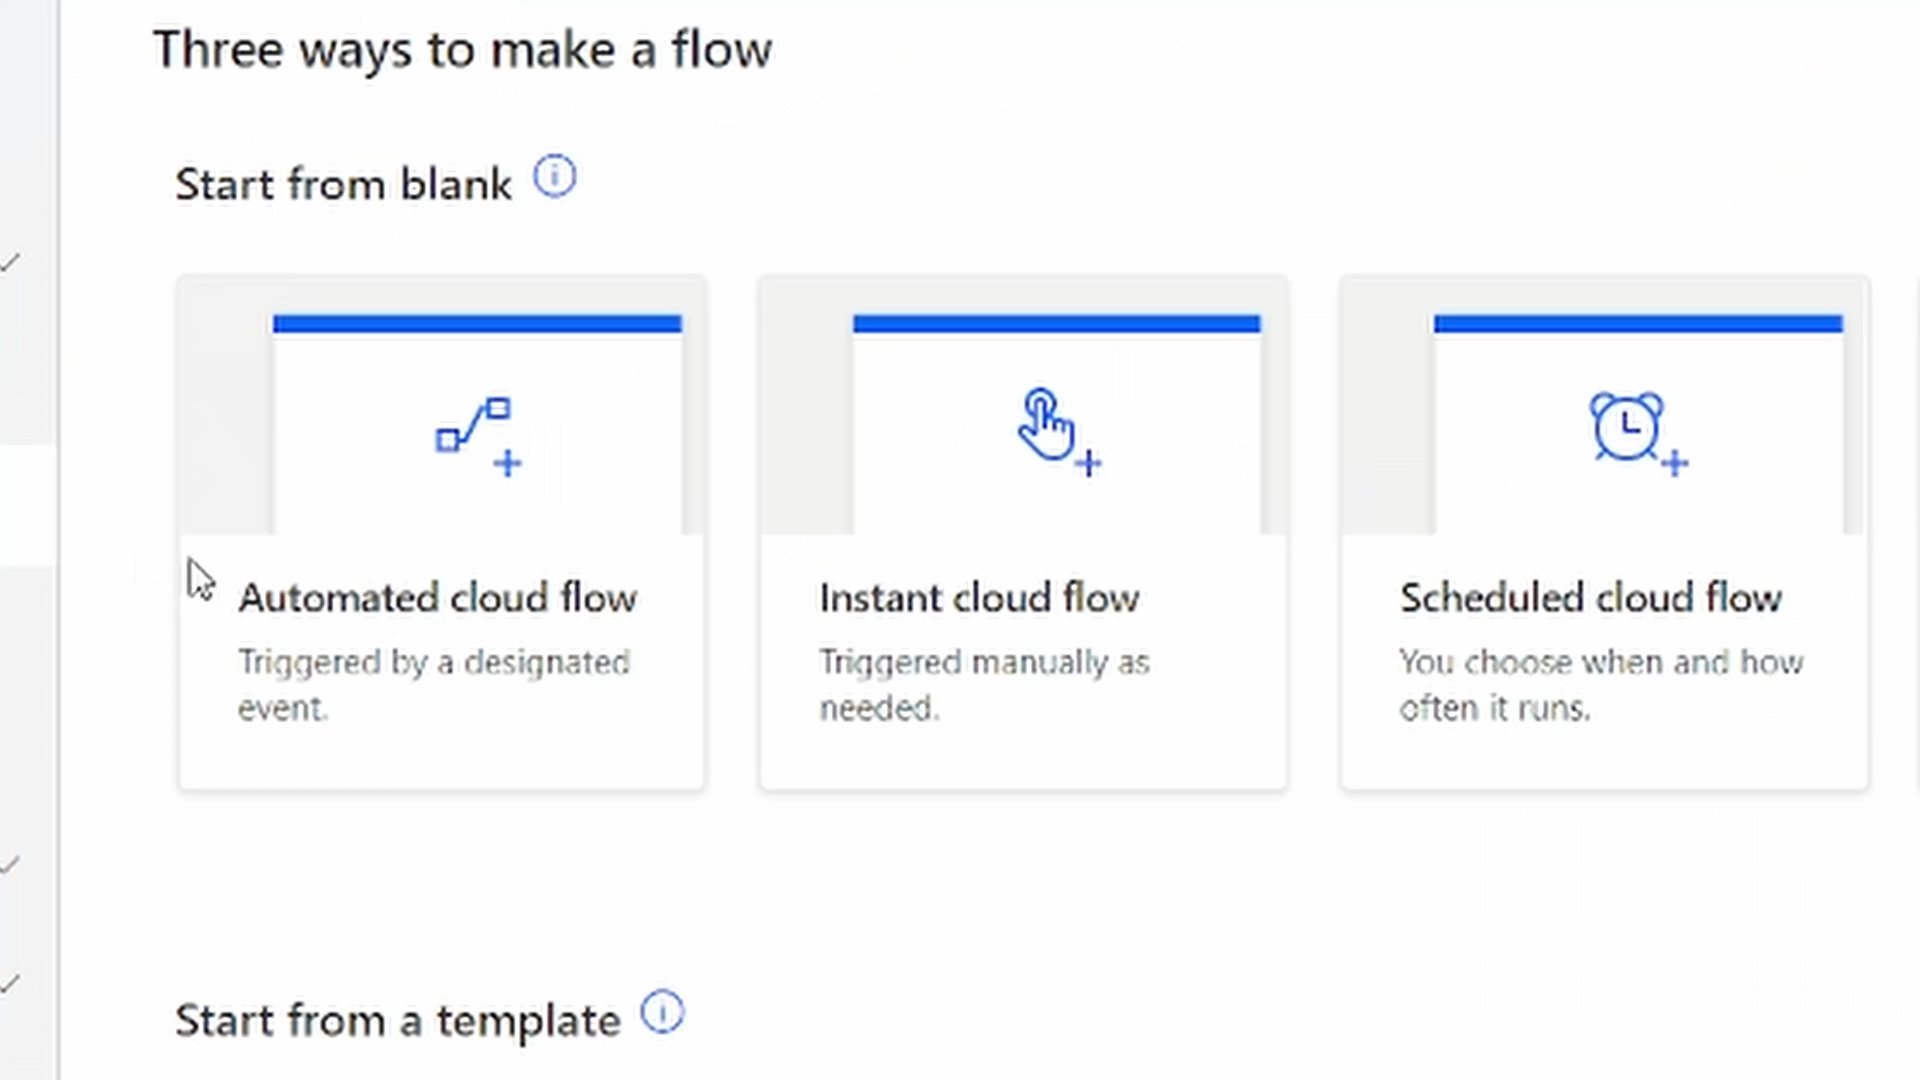 Three ways to make a flow
Start from blank
Automated cloud flow
Triggered by a designated
event.
Instant cloud flow
Triggered manually as
needed.
Scheduled cloud flow
You choose when and how
often it runs.
Start from a template